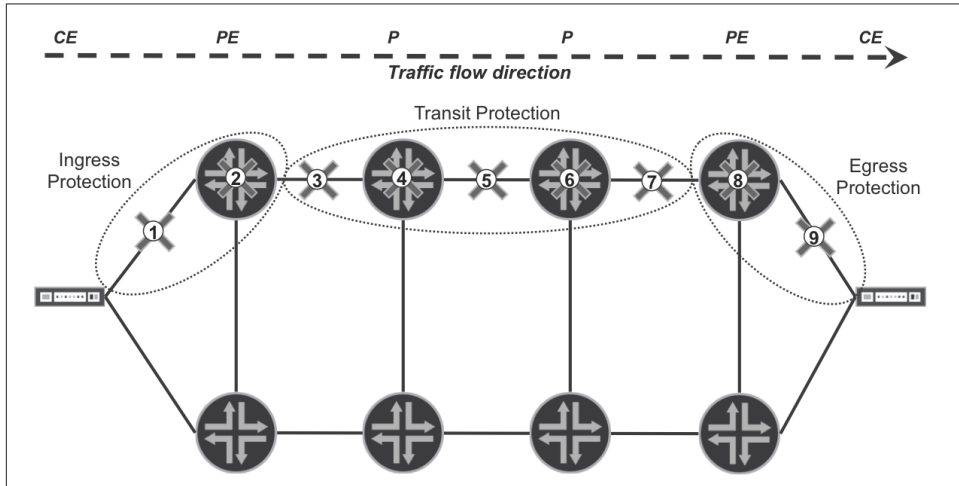 CE PE P P PE CE
Traffic flow direction
Transit Protection
Ingress
Protection
Egress
Protection
1
2
3
4
5
6
7
8
9